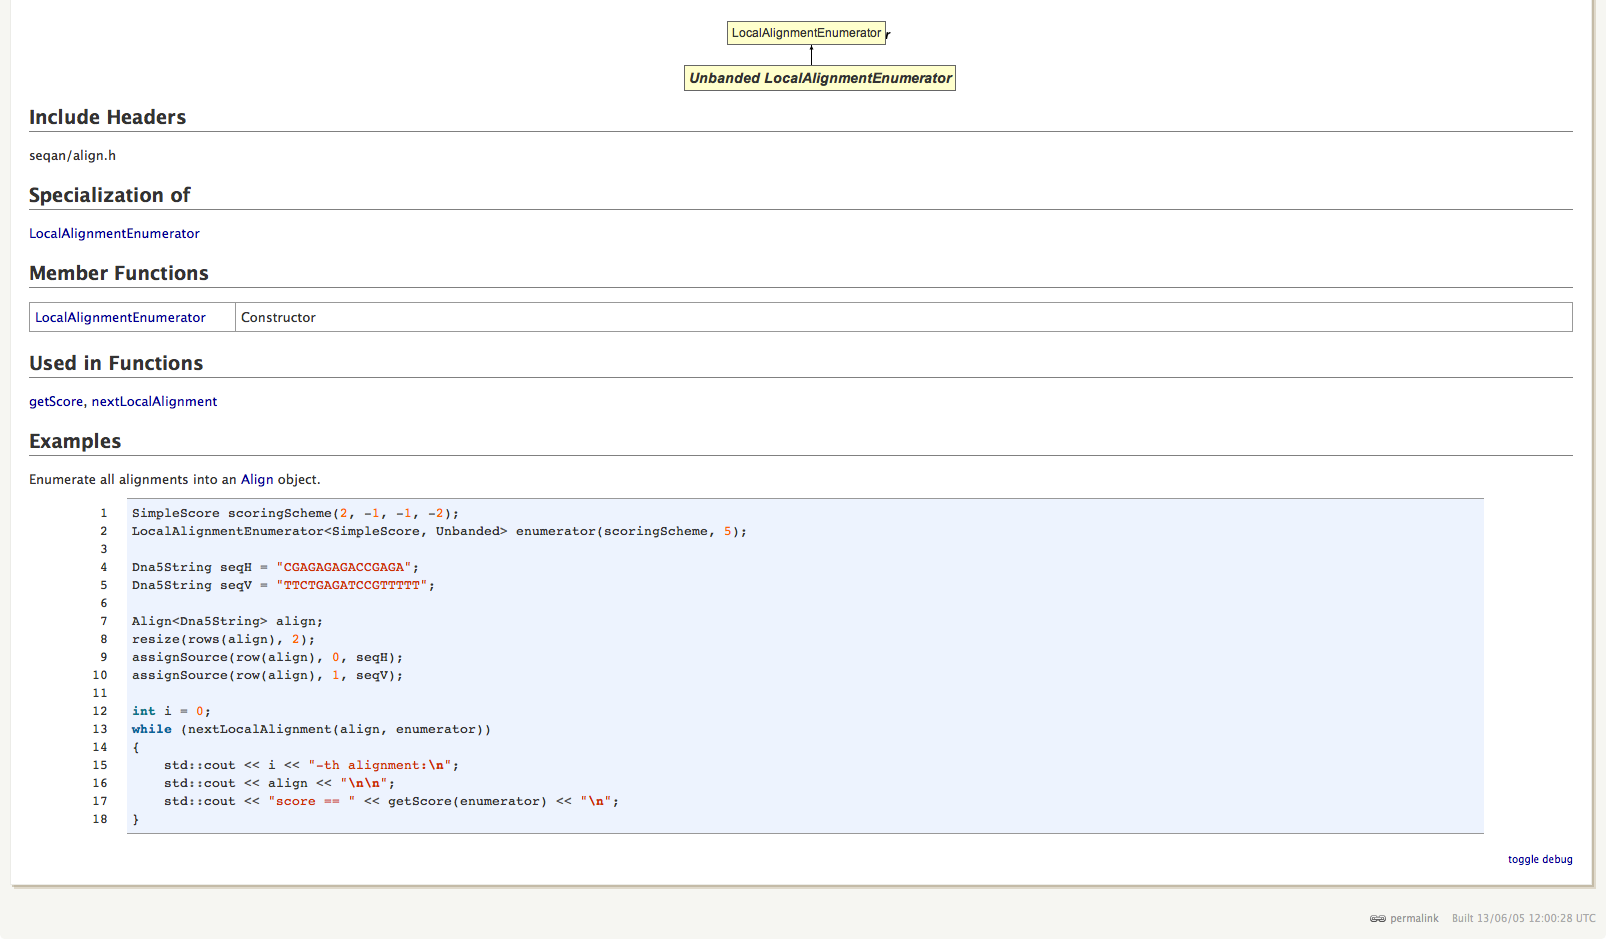 LocalAlignmentEnumerator
r
Unbanded LocalAlignmentEnumerator
Include Headers
seqan/align.h
Specialization of
LocalAlignmentEnumerator
Member Functions
LocalAlignmentEnumerator Constructor
Used in Functions
getScore, nextLocalAlignment
Examples
Enumerate all alignments into an Align object.
1 SimpleScore scoringScheme(2, -1, -1, -2);
2 LocalAlignmentEnumerator<SimpleScore, Unbanded> enumerator(scoringScheme, 5);
3
4 Dna5String seqH = "CGAGAGAGACCGAGA";
5 Dna5String seqV = "TTCTGAGATCCGTTTTT";
6
7 Align<Dna5String> align;
8 resize(rows(align), 2);
9 assignSource(row(align), 0, seqH);
10 assignSource(row(align), 1, seqV);
11
12 int i = 0;
13 while (nextLocalAlignment(align, enumerator))
14 {
15     std::cout << i << "-th alignment:\n";
16     std::cout << align << "\n\n";
17     std::cout << "score == " << getScore(enumerator) << "\n";
18 }
toggle debug
permalink Built 13/06/05 12:00:28 UTC